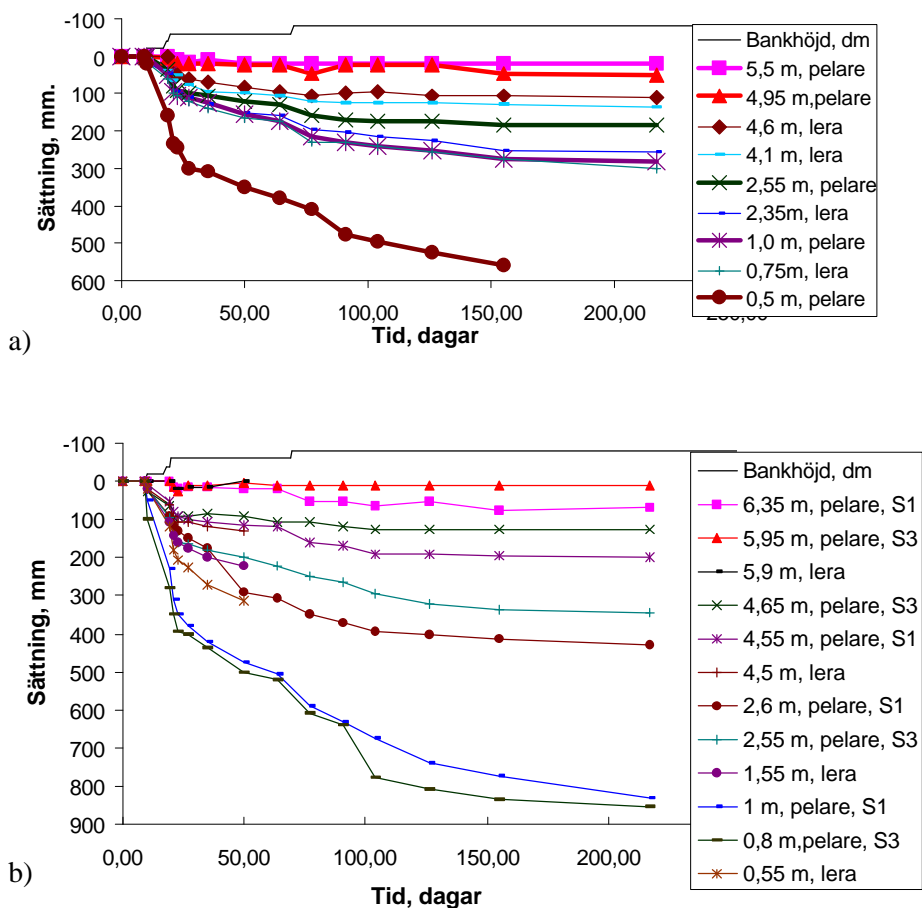 -100
0
100
200
300
400
500
600
Sättning, mm.
0,00
50,00
100,00
150,00
200,00
Tid, dagar
Bankhöjd, dm
5,5 m, pelare
4,95 m,pelare
4,6 m, lera
4,1 m, lera
2,55 m, pelare
2,35m, lera
1,0 m, pelare
0,75m, lera
0,5 m, pelare
a)
-100
0
100
200
300
400
500
600
700
800
900
Sättning, mm
0,00
50,00
100,00
150,00
200,00
Tid, dagar
Bankhöjd, dm
6,35 m, pelare, S1
5,95 m, pelare, S3
5,9 m, lera
4,65 m, pelare, S3
4,55 m, pelare, S1
4,5 m, lera
2,6 m, pelare, S1
2,55 m, pelare, S3
1,55 m, lera
1 m, pelare, S1
0,8 m,pelare, S3
0,55 m, lera
b)